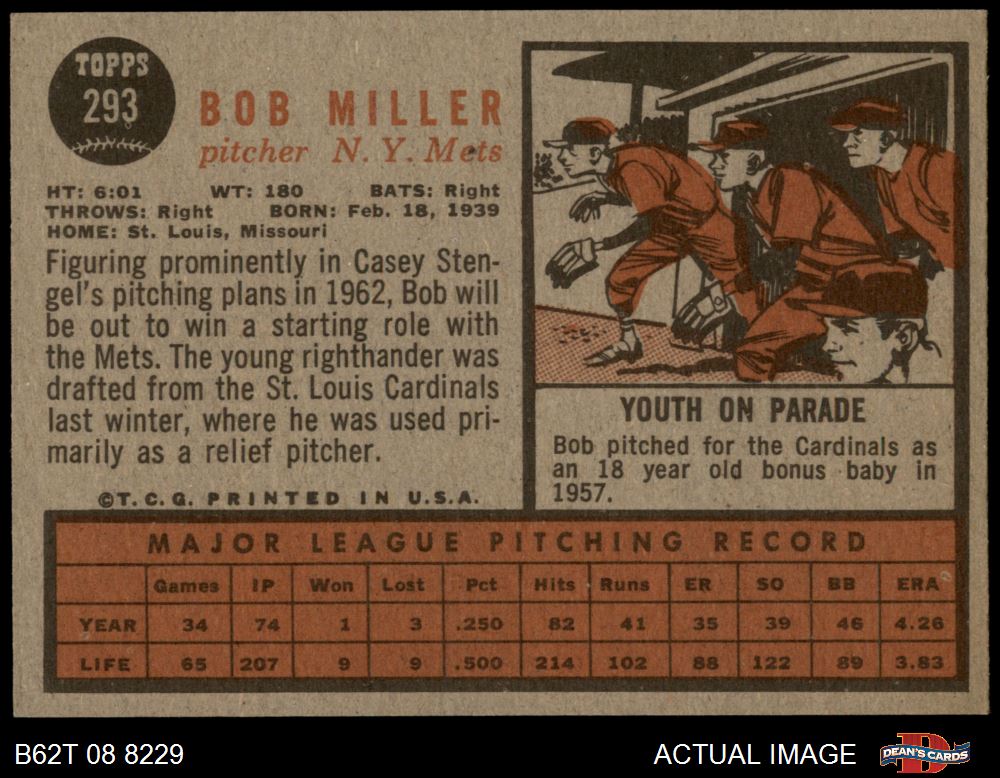 TOPPS
293
BOB MILLER
pitcher N. Y. Mets
HT: 6:01 WT: 180 BATS: Right
THROWS: Right BORN: Feb. 18, 1939
HOME: St. Louis, Missouri
Figuring prominently in Casey Sten-
gel's pitching plans in 1962, Bob will
be out to win a starting role with
the Mets. The young righthander was
drafted from the St. Louis Cardinals
last winter, where he was used pri-
marily as a relief pitcher.
©T.C.G. PRINTED IN U.S.A.
YOUTH ON PARADE
Bob pitched for the Cardinals as
an 18 year old bonus baby in
1957.
MAJOR LEAGUE PITCHING RECORD
Games IP Won Lost Pct Hits Runs ER SO BB ERA
YEAR 34 74 1 3 .250 82 41 35 39 46 4.26
LIFE 65 207 9 9 .500 214 102 88 122 89 3.83
B62T 08 8229 ACTUAL IMAGE DEAN'S CARDS